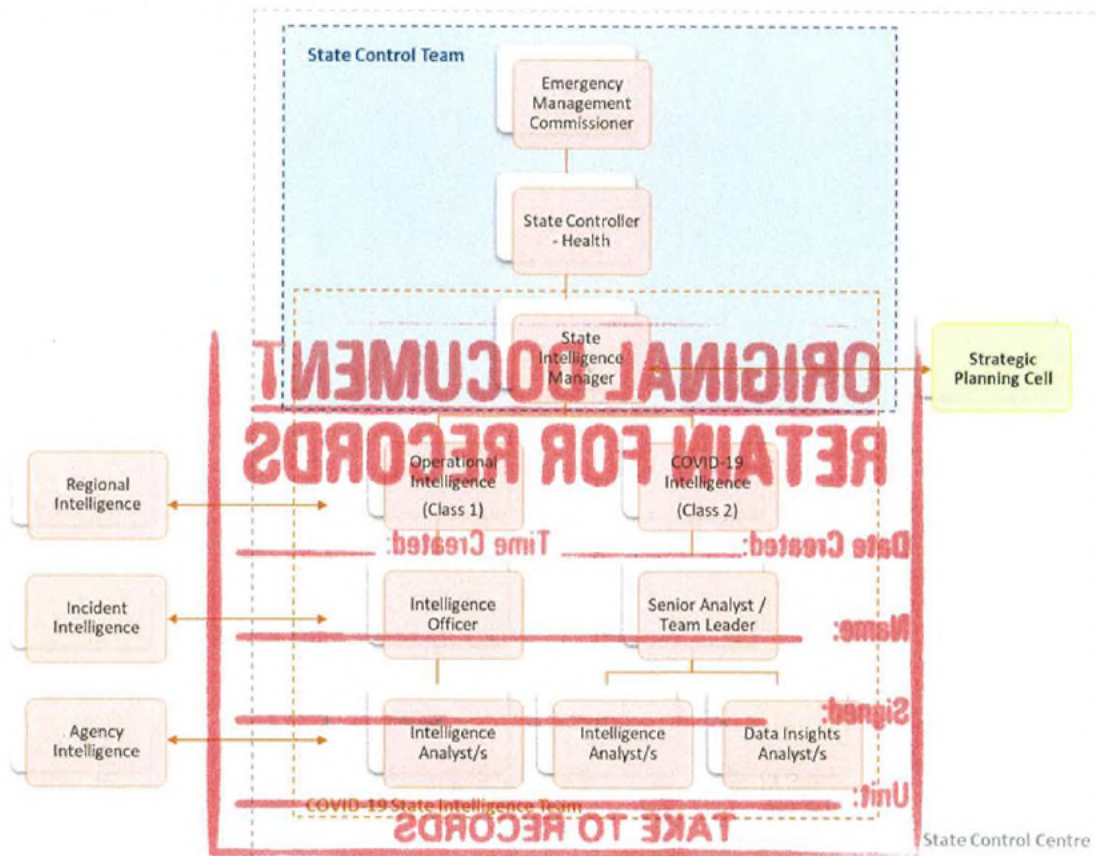 State Control Team
Emergency
Management
Commissioner
State Controller
- Health
State
Intelligence
Manager
Strategic
Planning Cell
ORIGINAL DOCUMENT
RETAIN FOR RECORDS
Regional
Intelligence
Operational
Intelligence
(Class 1)
COVID-19
Intelligence
(Class 2)
Date Created:
Time Created:
Incident
Intelligence
Intelligence
Officer
Senior Analyst /
Team Leader
Name:
Signed:
Agency
Intelligence
Intelligence
Analyst/s
Intelligence
Analyst/s
Data Insights
Analyst/s
Unit:
COVID-19 State Intelligence Team
TAKE TO RECORDS
State Control Centre